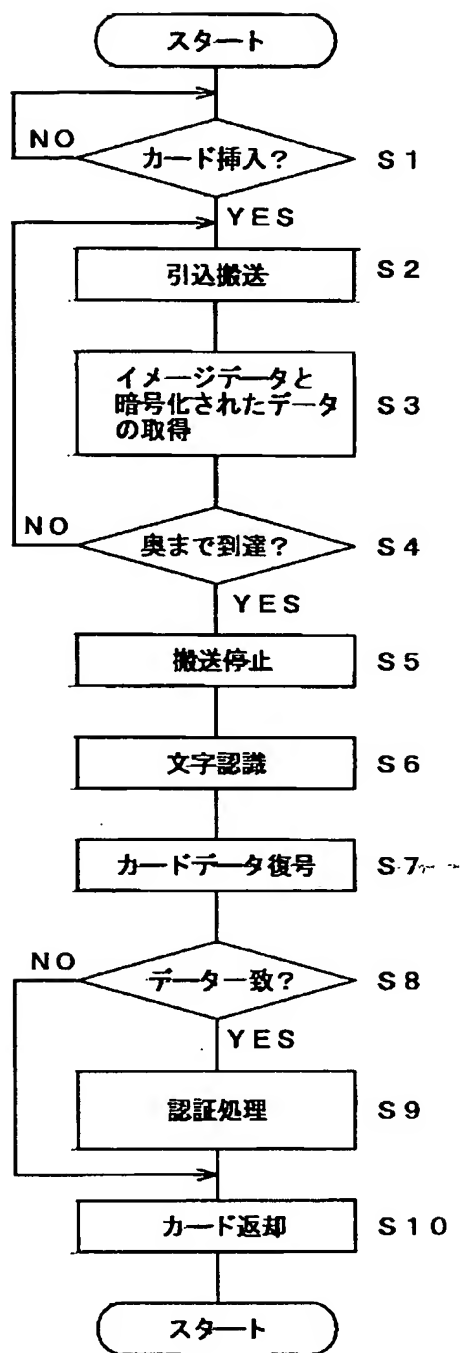 スタート
NO
カード挿入？
S1
YES
引込搬送
S2
イメージデータと
暗号化されたデータ
の取得
S3
NO
奥まで到達？
S4
YES
搬送停止
S5
文字認識
S6
カードデータ復号
S7
NO
データ一致？
S8
YES
認証処理
S9
カード返却
S10
スタート